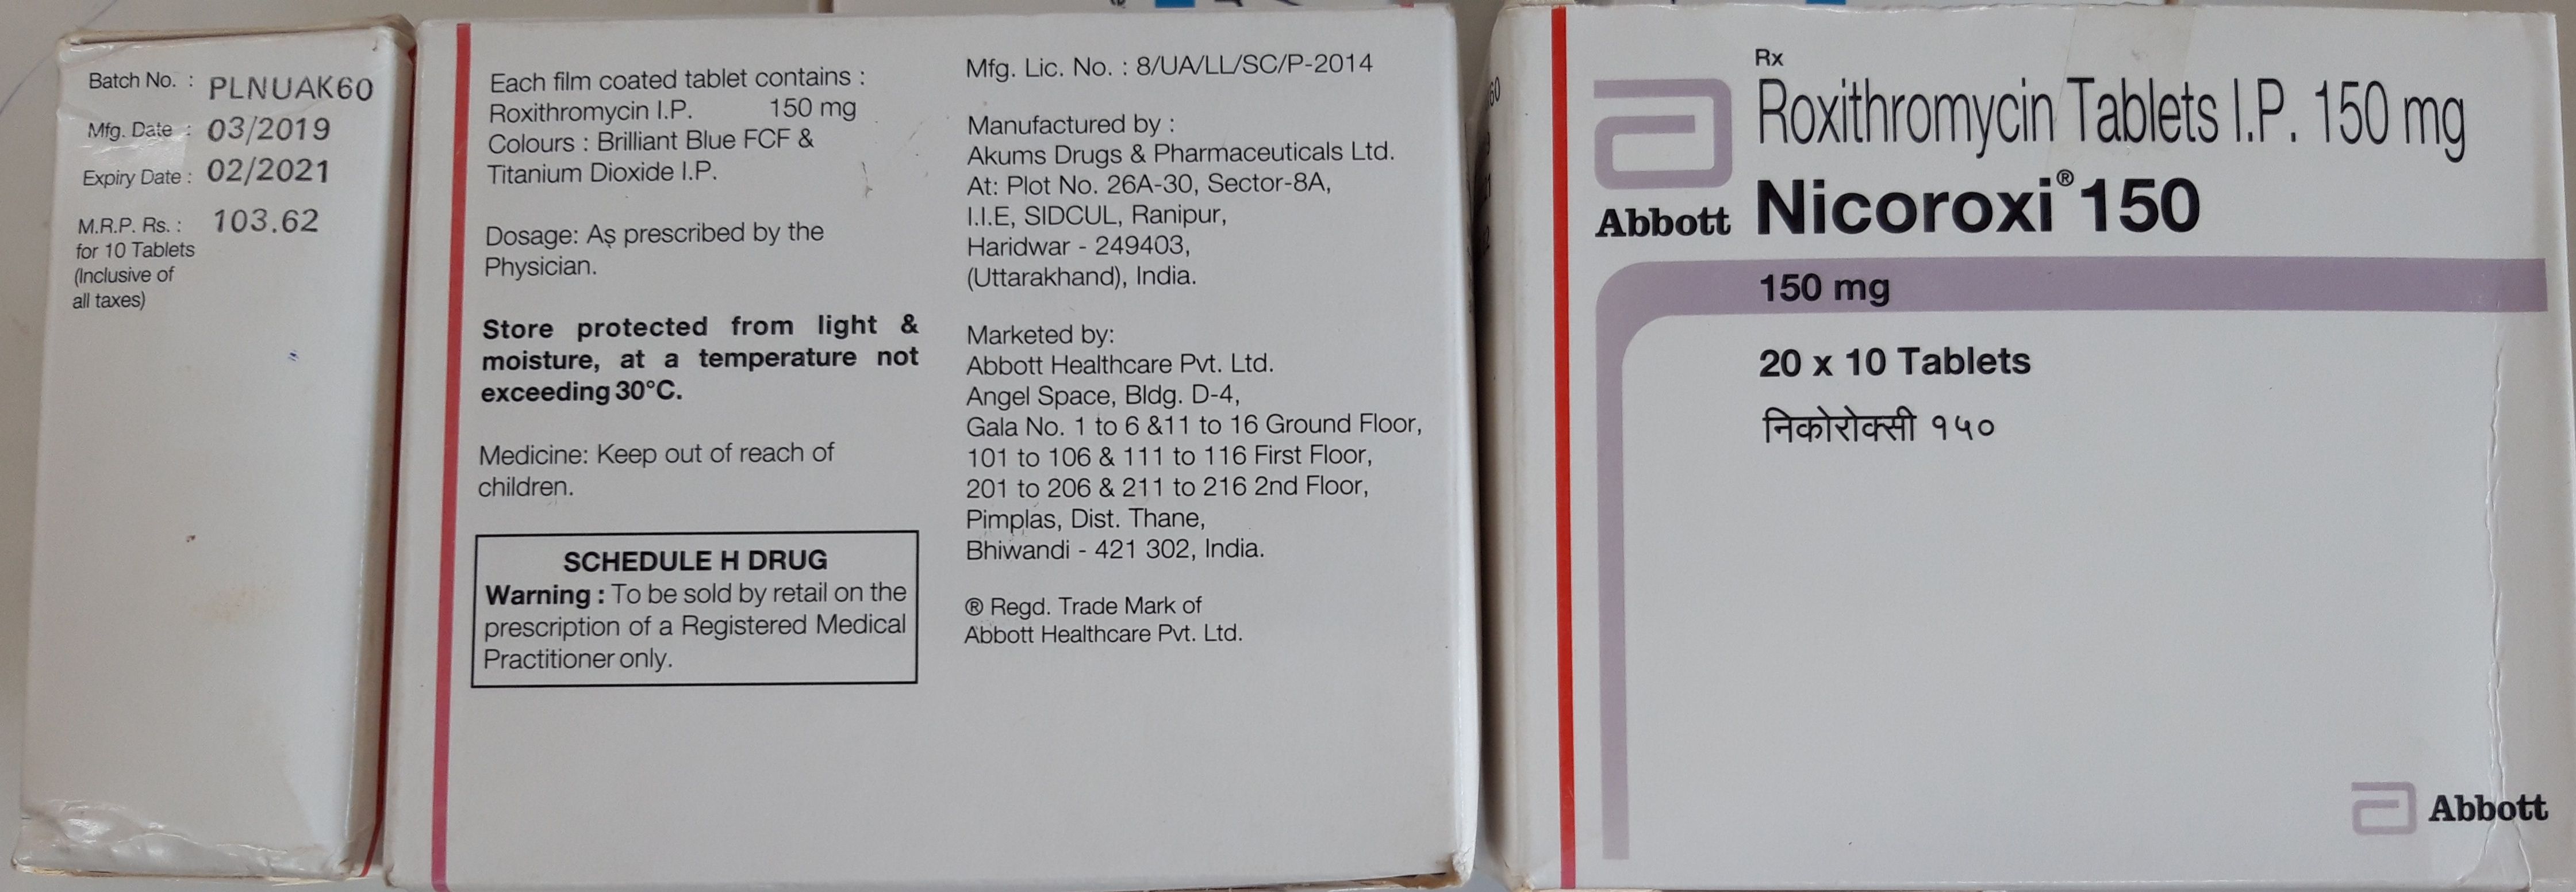 Batch No. : PLNUAK60
Mfg. Date : 03/2019
Expiry Date : 02/2021
M.R.P. Rs. : 103.62
for 10 Tablets
(Inclusive of
all taxes)
Each film coated tablet contains :
Roxithromycin I.P. 150 mg
Colours : Brilliant Blue FCF &
Titanium Dioxide I.P.
Dosage: As prescribed by the
Physician.
Store protected from light &
moisture, at a temperature not
exceeding 30°C.
Medicine: Keep out of reach of
children.
SCHEDULE H DRUG
Warning : To be sold by retail on the
prescription of a Registered Medical
Practitioner only.
Mfg. Lic. No. : 8/UA/LL/SC/P-2014
Manufactured by :
Akums Drugs & Pharmaceuticals Ltd.
At: Plot No. 26A-30, Sector-8A,
I.I.E, SIDCUL, Ranipur,
Haridwar - 249403,
(Uttarakhand), India.
Marketed by:
Abbott Healthcare Pvt. Ltd.
Angel Space, Bldg. D-4,
Gala No. 1 to 6 &11 to 16 Ground Floor,
101 to 106 & 111 to 116 First Floor,
201 to 206 & 211 to 216 2nd Floor,
Pimplas, Dist. Thane,
Bhiwandi - 421 302, India.
® Regd. Trade Mark of
Abbott Healthcare Pvt. Ltd.
Rx
Roxithromycin Tablets I.P. 150 mg
Abbott Nicoroxi® 150
150 mg
20 x 10 Tablets
निकोरोक्सी १५०
Abbott